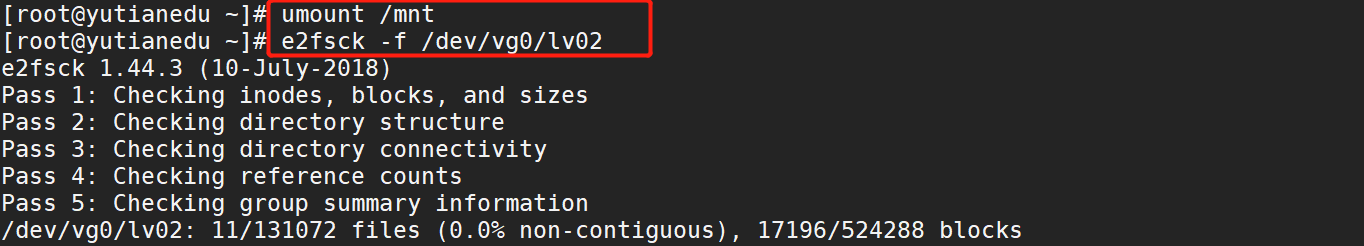 [root@yutianedu ~]# umount /mnt
[root@yutianedu ~]# e2fsck -f /dev/vg0/lv02
e2fsck 1.44.3 (10-July-2018)
Pass 1: Checking inodes, blocks, and sizes
Pass 2: Checking directory structure
Pass 3: Checking directory connectivity
Pass 4: Checking reference counts
Pass 5: Checking group summary information
/dev/vg0/lv02: 11/131072 files (0.0% non-contiguous), 17196/524288 blocks